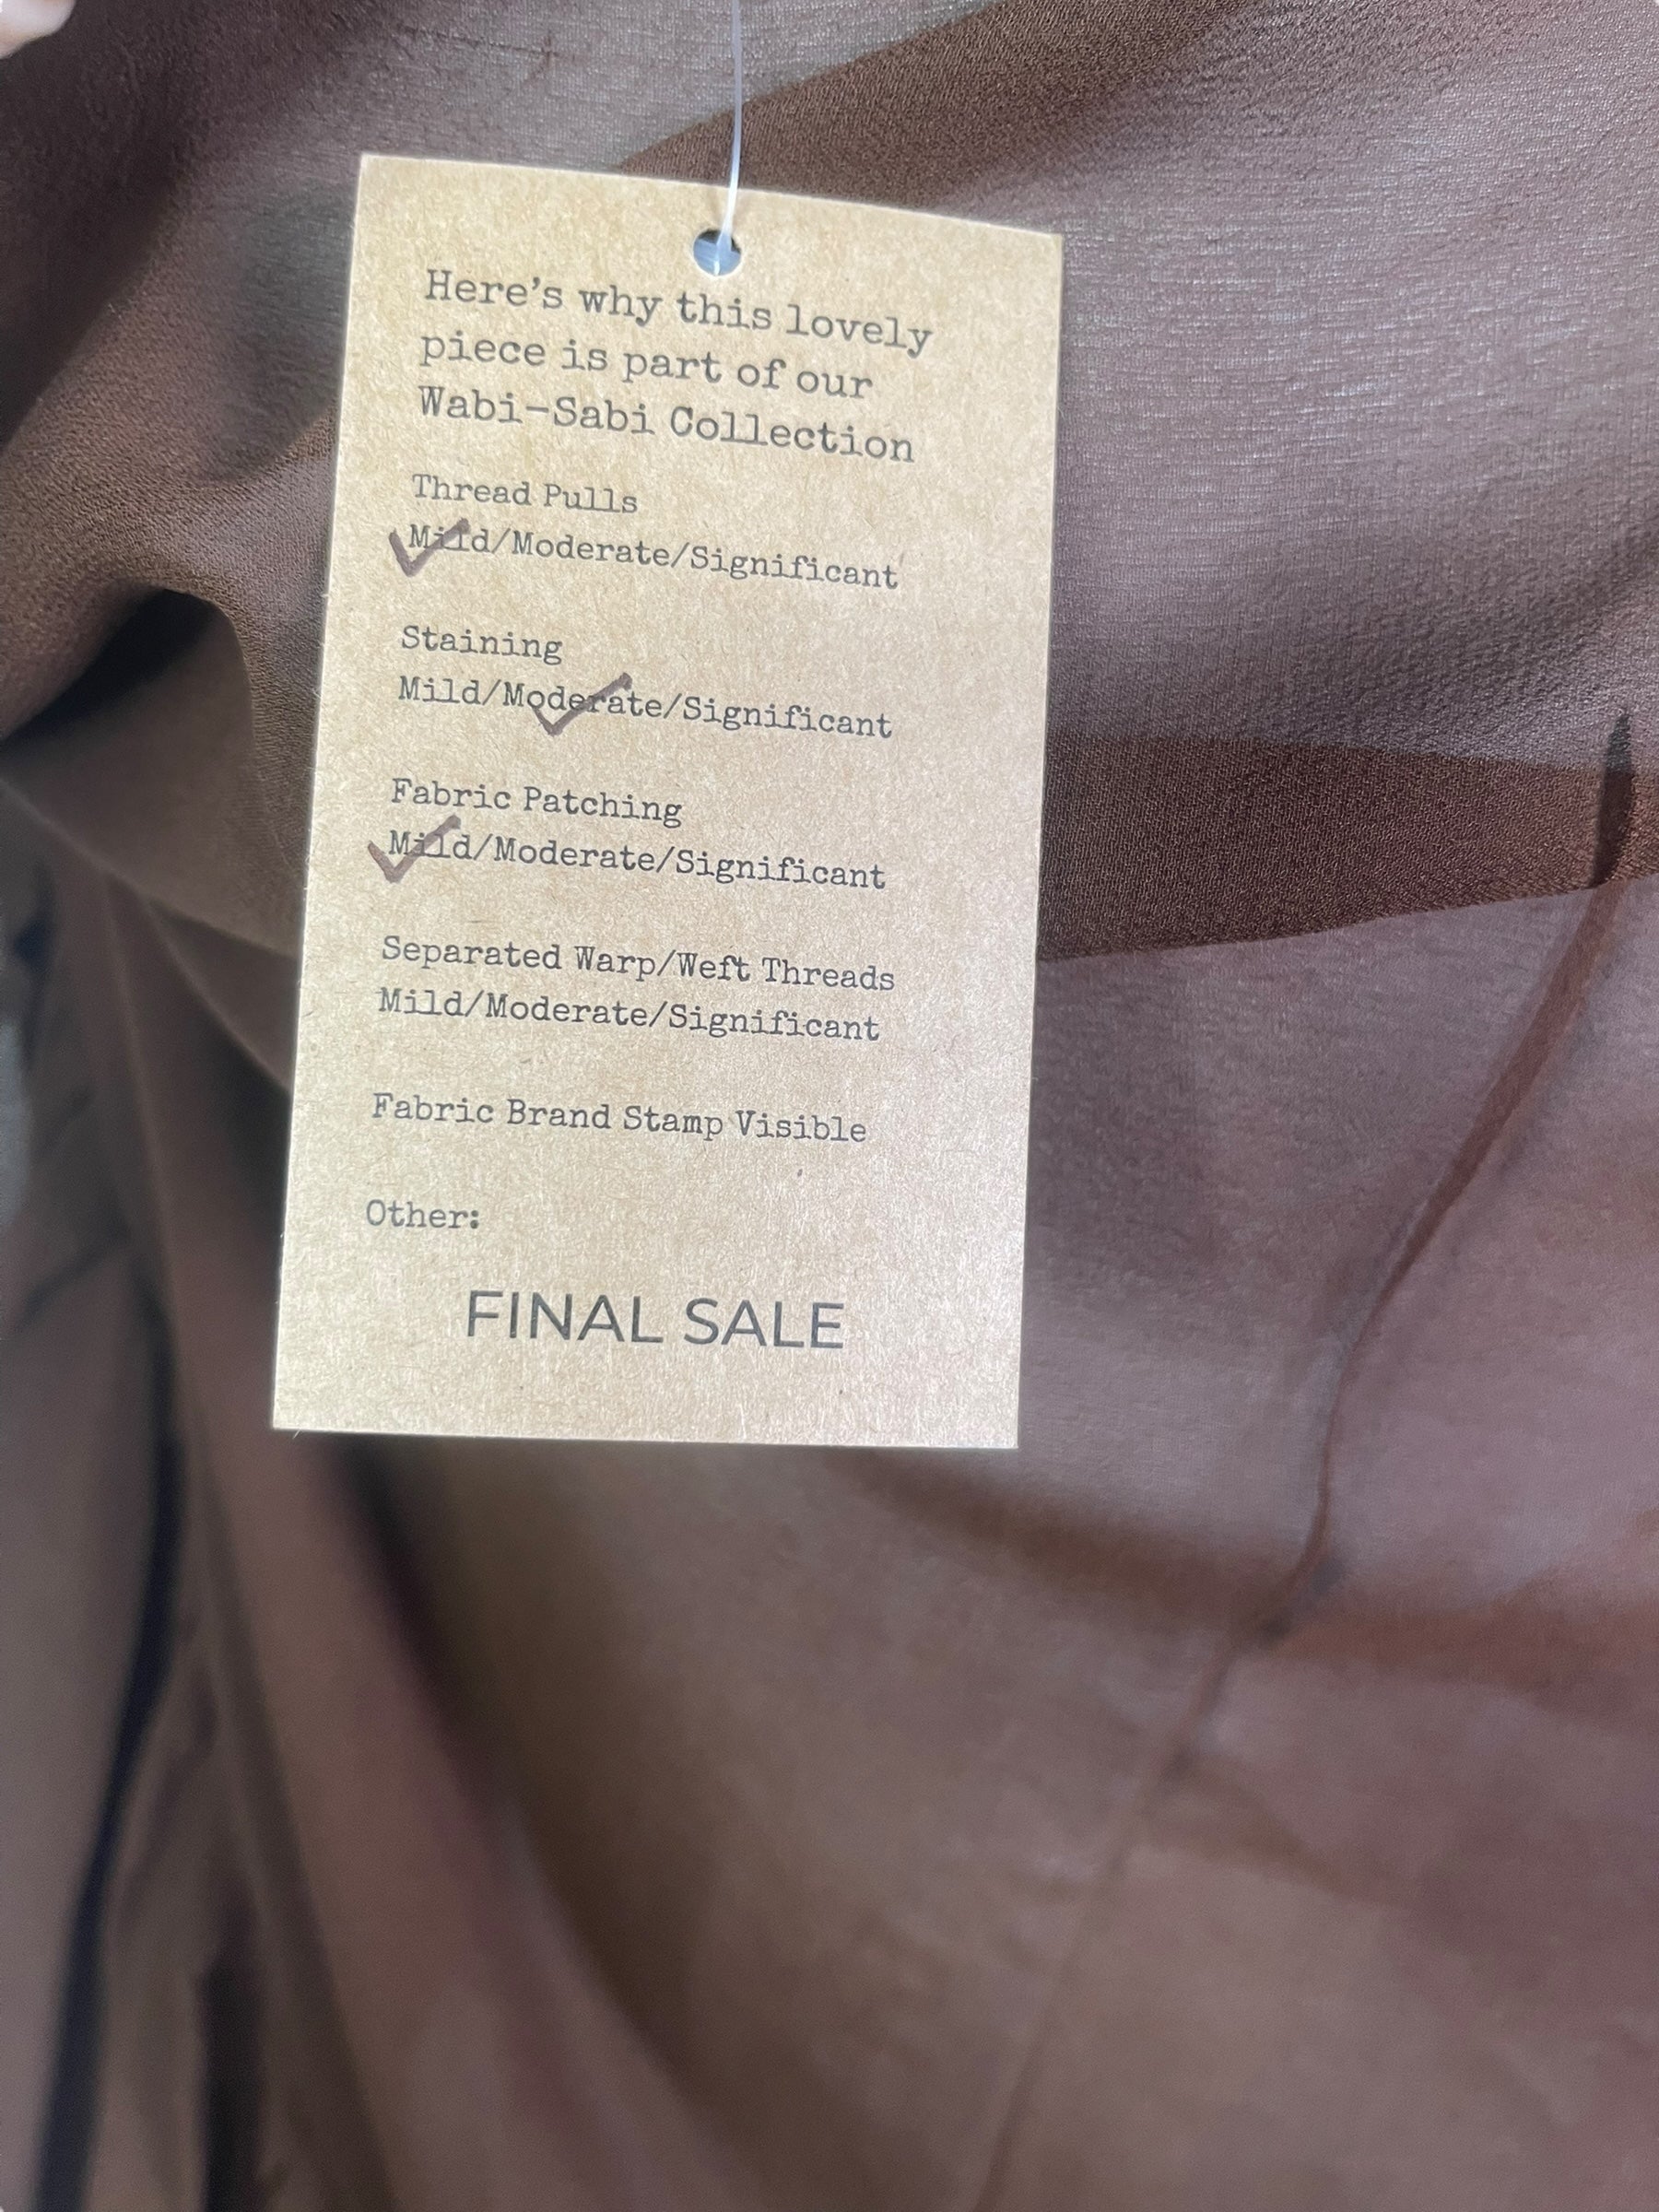 Here's why this lovely
piece is part of our
Wabi-Sabi Collection
Thread Pulls
Mild/Moderate/Significant
Staining
Mild/Moderate/Significant
Fabric Patching
Mild/Moderate/Significant
Separated Warp/Weft Threads
Mild/Moderate/Significant
Fabric Brand Stamp Visible
Other:
FINAL SALE